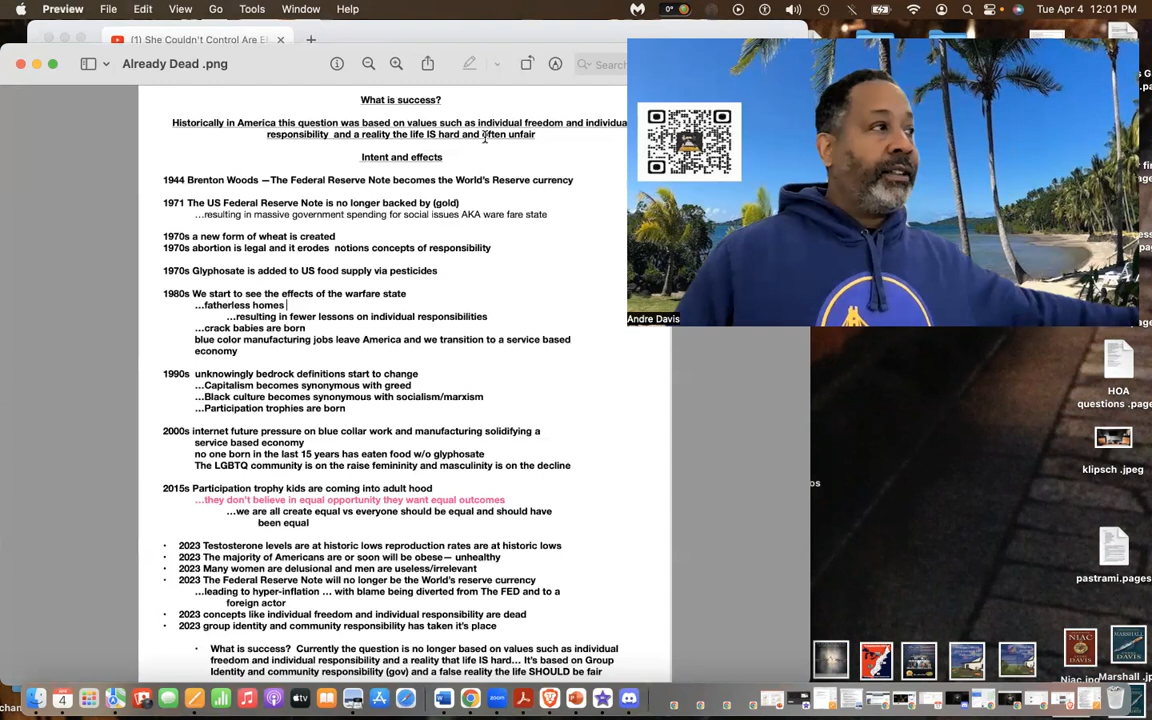 Preview File Edit View Go Tools Window Help
0°
Tue Apr 4 12:01 PM
(1) She Couldn't Control Are El
Already Dead .png
Search
What is success?
Historically in America this question was based on values such as individual freedom and individua
responsibility and a reality the life IS hard and often unfair
Intent and effects
1944 Brenton Woods —The Federal Reserve Note becomes the World's Reserve currency
1971 The US Federal Reserve Note is no longer backed by (gold)
...resulting in massive government spending for social issues AKA ware fare state
1970s a new form of wheat is created
1970s abortion is legal and it erodes notions concepts of responsibility
1970s Glyphosate is added to US food supply via pesticides
1980s We start to see the effects of the warfare state
...fatherless homes
...resulting in fewer lessons on individual responsibilities
...crack babies are born
blue color manufacturing jobs leave America and we transition to a service based
economy
1990s unknowingly bedrock definitions start to change
...Capitalism becomes synonymous with greed
...Black culture becomes synonymous with socialism/marxism
...Participation trophies are born
2000s internet future pressure on blue collar work and manufacturing solidifying a
service based economy
no one born in the last 15 years has eaten food w/o glyphosate
The LGBTQ community is on the raise femininity and masculinity is on the decline
2015s Participation trophy kids are coming into adult hood
...they don't believe in equal opportunity they want equal outcomes
...we are all create equal vs everyone should be equal and should have
been equal
· 2023 Testosterone levels are at historic lows reproduction rates are at historic lows
· 2023 The majority of Americans are or soon will be obese— unhealthy
· 2023 Many women are delusional and men are useless/irrelevant
· 2023 The Federal Reserve Note will no longer be the World's reserve currency
...leading to hyper-inflation ... with blame being diverted from The FED and to a
foreign actor
· 2023 concepts like individual freedom and individual responsibility are dead
· 2023 group identity and community responsibility has taken it's place
· What is success? Currently the question is no longer based on values such as individual
freedom and individual responsibility and a reality that life IS hard... It's based on Group
Identity and community responsibility (gov) and a false reality the life SHOULD be fair
Andre Davis
HOA
questions .page
klipsch .jpeg
pastrami.pages
os
NIAC
MARSHALL
DAVIS
Niac.jpg
Marshall .jp
APR
4
tv
zoom